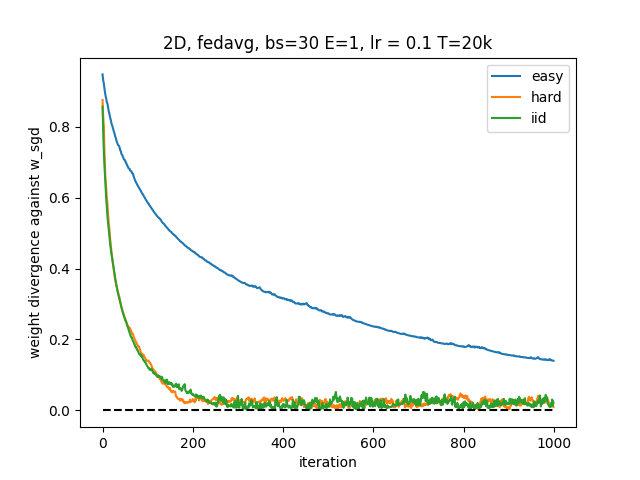 2D, fedavg, bs=30 E=1, lr = 0.1 T=20k
easy
hard
iid
weight divergence against w_sgd
0.8
0.6
0.4
0.2
0.0
0 200 400 600 800 1000
iteration